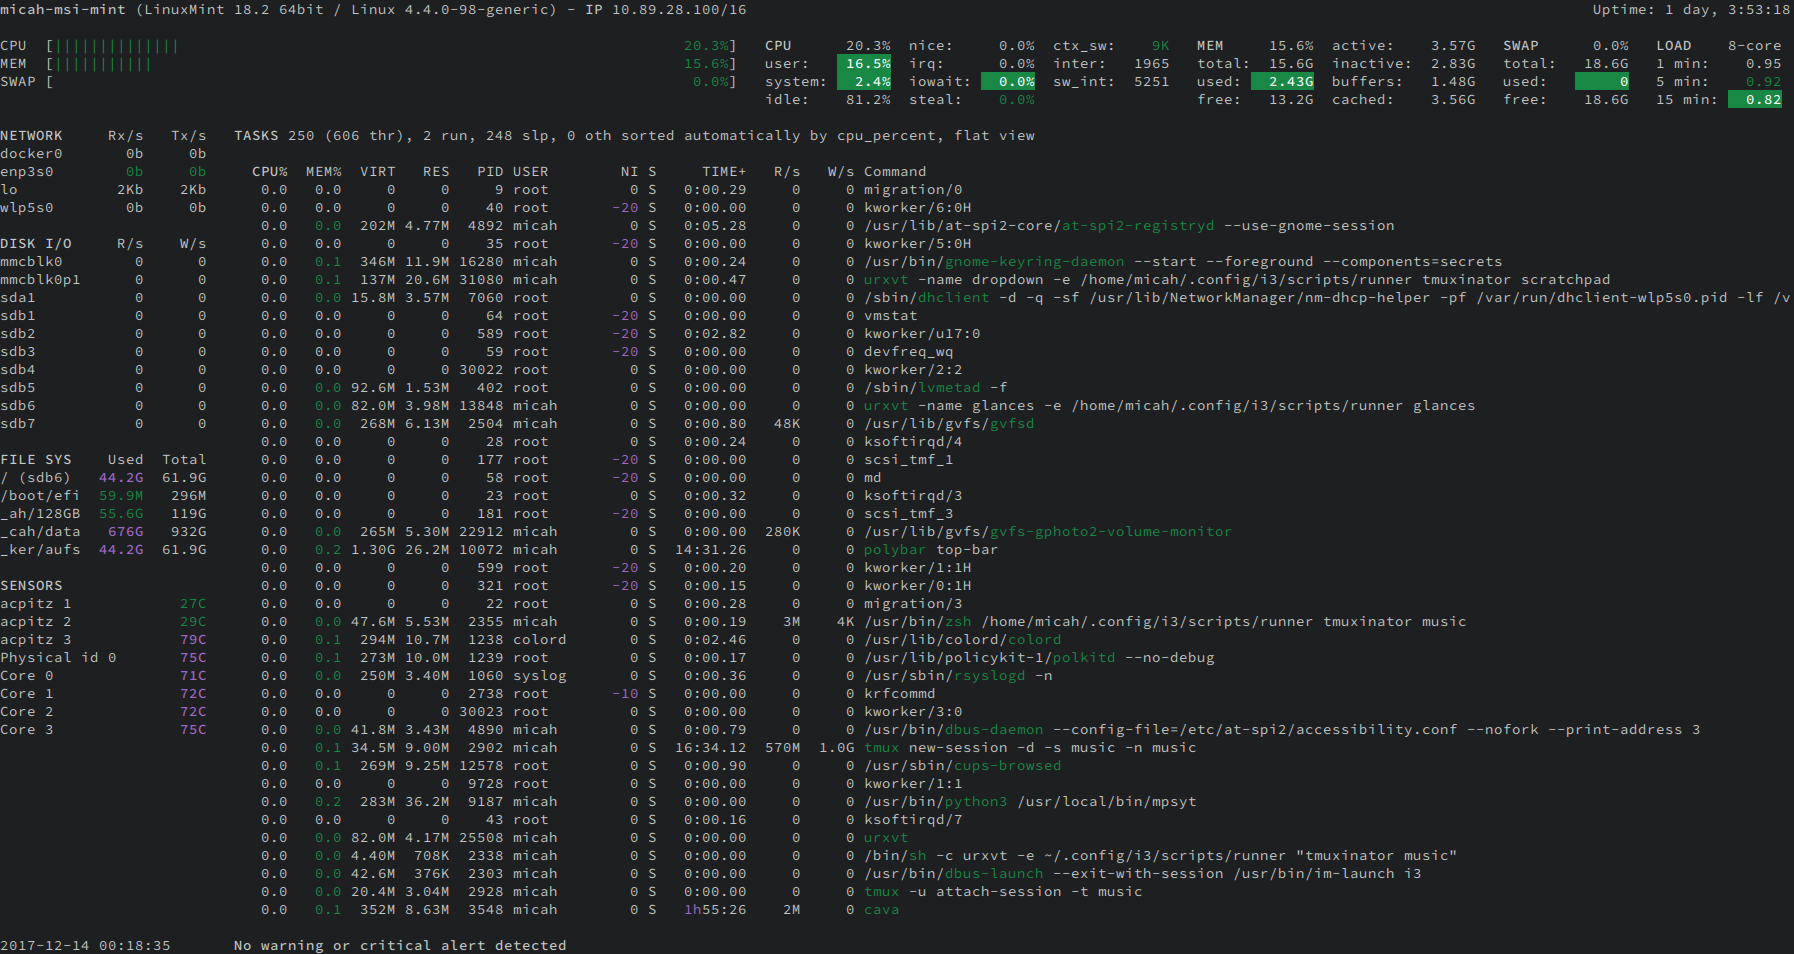 micah-msi-mint (LinuxMint 18.2 64bit / Linux 4.4.0-98-generic) - IP 10.89.28.100/16 Uptime: 1 day, 3:53:18
CPU [|||||||||||||| 20.3%] CPU 20.3% nice: 0.0% ctx_sw: 9K MEM 15.6% active: 3.57G SWAP 0.0% LOAD 8-core
MEM [||||||||||| 15.6%] user: 16.5% irq: 0.0% inter: 1965 total: 15.6G inactive: 2.83G total: 18.6G 1 min: 0.95
SWAP [ 0.0%] system: 2.4% iowait: 0.0% sw_int: 5251 used: 2.43G buffers: 1.48G used: 0 5 min: 0.92
idle: 81.2% steal: 0.0% free: 13.2G cached: 3.56G free: 18.6G 15 min: 0.82
NETWORK Rx/s Tx/s TASKS 250 (606 thr), 2 run, 248 slp, 0 oth sorted automatically by cpu_percent, flat view
docker0 0b 0b
enp3s0 0b 0b CPU% MEM% VIRT RES PID USER NI S TIME+ R/s W/s Command
lo 2Kb 2Kb 0.0 0.0 0 0 9 root 0 S 0:00.29 0 0 migration/0
wlp5s0 0b 0b 0.0 0.0 0 0 40 root -20 S 0:00.00 0 0 kworker/6:0H
0.0 0.0 202M 4.77M 4892 micah 0 S 0:05.28 0 0 /usr/lib/at-spi2-core/at-spi2-registryd --use-gnome-session
DISK I/O R/s W/s 0.0 0.0 0 0 35 root -20 S 0:00.00 0 0 kworker/5:0H
mmcblk0 0 0 0.0 0.1 346M 11.9M 16280 micah 0 S 0:00.24 0 0 /usr/bin/gnome-keyring-daemon --start --foreground --components=secrets
mmcblk0p1 0 0 0.0 0.1 137M 20.6M 31080 micah 0 S 0:00.47 0 0 urxvt -name dropdown -e /home/micah/.config/i3/scripts/runner tmuxinator scratchpad
sda1 0 0 0.0 0.0 15.8M 3.57M 7060 root 0 S 0:00.00 0 0 /sbin/dhclient -d -q -sf /usr/lib/NetworkManager/nm-dhcp-helper -pf /var/run/dhclient-wlp5s0.pid -lf /v
sdb1 0 0 0.0 0.0 0 0 64 root -20 S 0:00.00 0 0 vmstat
sdb2 0 0 0.0 0.0 0 0 589 root -20 S 0:02.82 0 0 kworker/u17:0
sdb3 0 0 0.0 0.0 0 0 59 root -20 S 0:00.00 0 0 devfreq_wq
sdb4 0 0 0.0 0.0 0 0 30022 root 0 S 0:00.00 0 0 kworker/2:2
sdb5 0 0 0.0 0.0 92.6M 1.53M 402 root 0 S 0:00.00 0 0 /sbin/lvmetad -f
sdb6 0 0 0.0 0.0 82.0M 3.98M 13848 micah 0 S 0:00.00 0 0 urxvt -name glances -e /home/micah/.config/i3/scripts/runner glances
sdb7 0 0 0.0 0.0 268M 6.13M 2504 micah 0 S 0:00.80 48K 0 /usr/lib/gvfs/gvfsd
0.0 0.0 0 0 28 root 0 S 0:00.24 0 0 ksoftirqd/4
FILE SYS Used Total 0.0 0.0 0 0 177 root -20 S 0:00.00 0 0 scsi_tmf_1
/ (sdb6) 44.2G 61.9G 0.0 0.0 0 0 58 root -20 S 0:00.00 0 0 md
/boot/efi 59.9M 296M 0.0 0.0 0 0 23 root 0 S 0:00.32 0 0 ksoftirqd/3
_ah/128GB 55.6G 119G 0.0 0.0 0 0 181 root -20 S 0:00.00 0 0 scsi_tmf_3
_cah/data 676G 932G 0.0 0.0 265M 5.30M 22912 micah 0 S 0:00.00 280K 0 /usr/lib/gvfs/gvfs-gphoto2-volume-monitor
_ker/aufs 44.2G 61.9G 0.0 0.2 1.30G 26.2M 10072 micah 0 S 14:31.26 0 0 polybar top-bar
0.0 0.0 0 0 599 root -20 S 0:00.20 0 0 kworker/1:1H
SENSORS 0.0 0.0 0 0 321 root -20 S 0:00.15 0 0 kworker/0:1H
acpitz 1 27C 0.0 0.0 0 0 22 root 0 S 0:00.28 0 0 migration/3
acpitz 2 29C 0.0 0.0 47.6M 5.53M 2355 micah 0 S 0:00.19 3M 4K /usr/bin/zsh /home/micah/.config/i3/scripts/runner tmuxinator music
acpitz 3 79C 0.0 0.1 294M 10.7M 1238 colord 0 S 0:02.46 0 0 /usr/lib/colord/colord
Physical id 0 75C 0.0 0.1 273M 10.0M 1239 root 0 S 0:00.17 0 0 /usr/lib/policykit-1/polkitd --no-debug
Core 0 71C 0.0 0.0 250M 3.40M 1060 syslog 0 S 0:00.36 0 0 /usr/sbin/rsyslogd -n
Core 1 72C 0.0 0.0 0 0 2738 root -10 S 0:00.00 0 0 krfcommd
Core 2 72C 0.0 0.0 0 0 30023 root 0 S 0:00.00 0 0 kworker/3:0
Core 3 75C 0.0 0.0 41.8M 3.43M 4890 micah 0 S 0:00.79 0 0 /usr/bin/dbus-daemon --config-file=/etc/at-spi2/accessibility.conf --nofork --print-address 3
0.0 0.1 34.5M 9.00M 2902 micah 0 S 16:34.12 570M 1.0G tmux new-session -d -s music -n music
0.0 0.1 269M 9.25M 12578 root 0 S 0:00.90 0 0 /usr/sbin/cups-browsed
0.0 0.0 0 0 9728 root 0 S 0:00.00 0 0 kworker/1:1
0.0 0.2 283M 36.2M 9187 micah 0 S 0:00.00 0 0 /usr/bin/python3 /usr/local/bin/mpsyt
0.0 0.0 0 0 43 root 0 S 0:00.16 0 0 ksoftirqd/7
0.0 0.0 82.0M 4.17M 25508 micah 0 S 0:00.00 0 0 urxvt
0.0 0.0 4.40M 708K 2338 micah 0 S 0:00.00 0 0 /bin/sh -c urxvt -e ~/.config/i3/scripts/runner "tmuxinator music"
0.0 0.0 42.6M 376K 2303 micah 0 S 0:00.00 0 0 /usr/bin/dbus-launch --exit-with-session /usr/bin/im-launch i3
0.0 0.0 20.4M 3.04M 2928 micah 0 S 0:00.00 0 0 tmux -u attach-session -t music
0.0 0.1 352M 8.63M 3548 micah 0 S 1h55:26 2M 0 cava
2017-12-14 00:18:35 No warning or critical alert detected